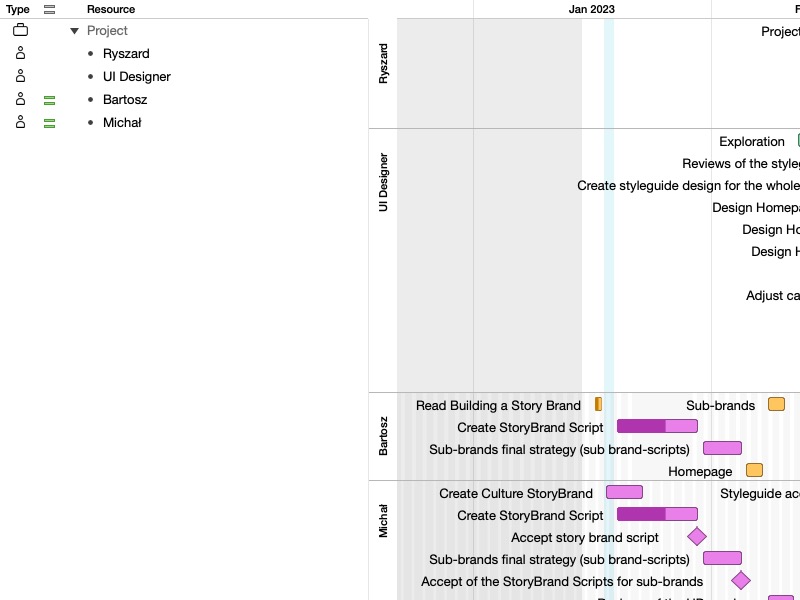 Type Resource Jan 2023 F
Project
Ryszard
UI Designer
Bartosz
Michał
Ryszard
Project
UI Designer
Exploration
Reviews of the styleg
Create styleguide design for the whole
Design Homepa
Design Ho
Design H
Adjust ca
Bartosz
Read Building a Story Brand Sub-brands
Create StoryBrand Script
Sub-brands final strategy (sub brand-scripts)
Homepage
Michał
Create Culture StoryBrand Styleguide acc
Create StoryBrand Script
Accept story brand script
Sub-brands final strategy (sub brand-scripts)
Accept of the StoryBrand Scripts for sub-brands